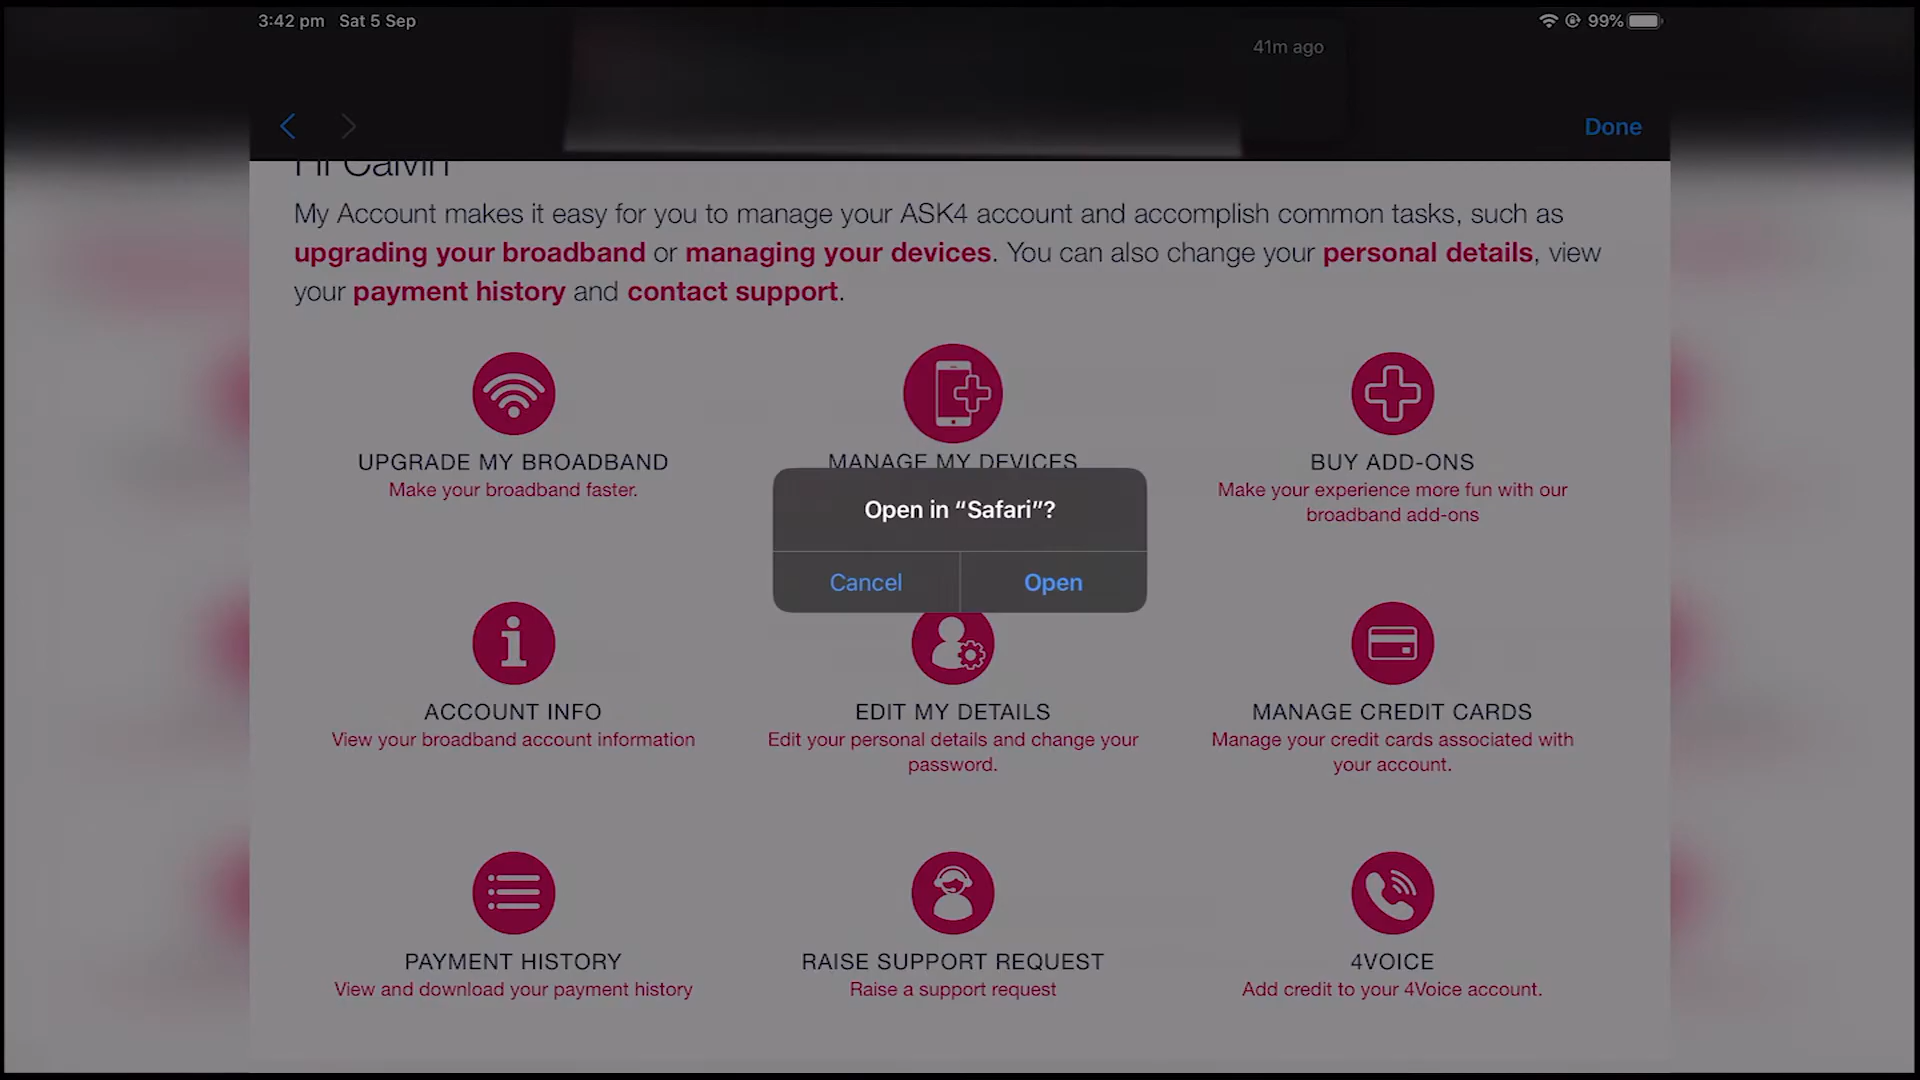 3:42 pm Sat 5 Sep
99%
41m ago
Done
Hi Calvin
My Account makes it easy for you to manage your ASK4 account and accomplish common tasks, such as
upgrading your broadband or managing your devices. You can also change your personal details, view
your payment history and contact support.
UPGRADE MY BROADBAND
Make your broadband faster.
MANAGE MY DEVICES
BUY ADD-ONS
Make your experience more fun with our
broadband add-ons
Open in “Safari”?
Cancel
Open
ACCOUNT INFO
View your broadband account information
EDIT MY DETAILS
Edit your personal details and change your
password.
MANAGE CREDIT CARDS
Manage your credit cards associated with
your account.
PAYMENT HISTORY
View and download your payment history
RAISE SUPPORT REQUEST
Raise a support request
4VOICE
Add credit to your 4Voice account.